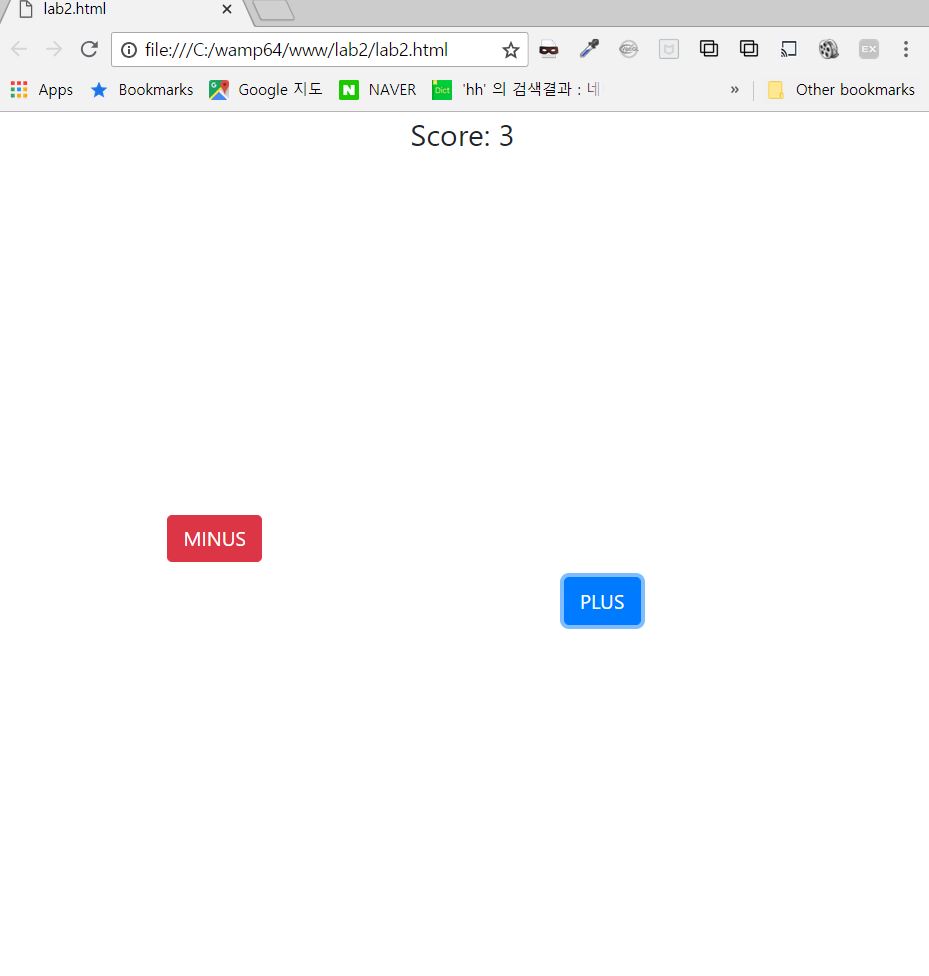 lab2.html
file:///C:/wamp64/www/lab2/lab2.html
EX
Apps Bookmarks Google 지도 N NAVER Dict 'hh' 의 검색결과 : 네 » Other bookmarks
Score: 3
MINUS
PLUS